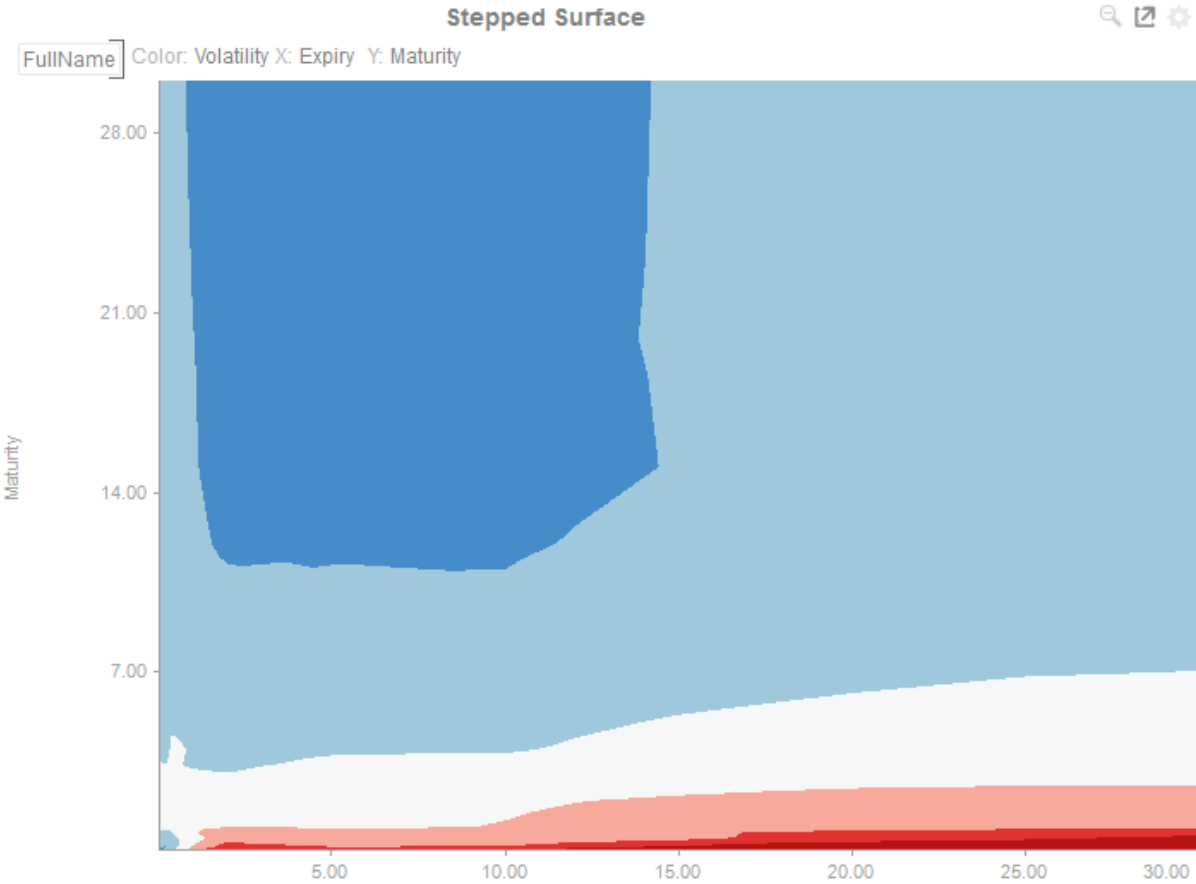 Stepped Surface
FullName Color: Volatility X: Expiry Y: Maturity
28.00
21.00
Maturity
14.00
7.00
5.00 10.00 15.00 20.00 25.00 30.00